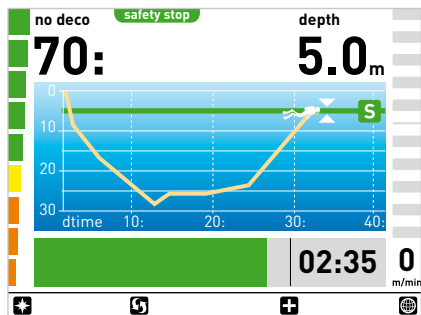 no deco safety stop depth
70: 5.0m
0
S
10
20
30
dtime 10: 20: 30: 40:
02:35 0
m/min